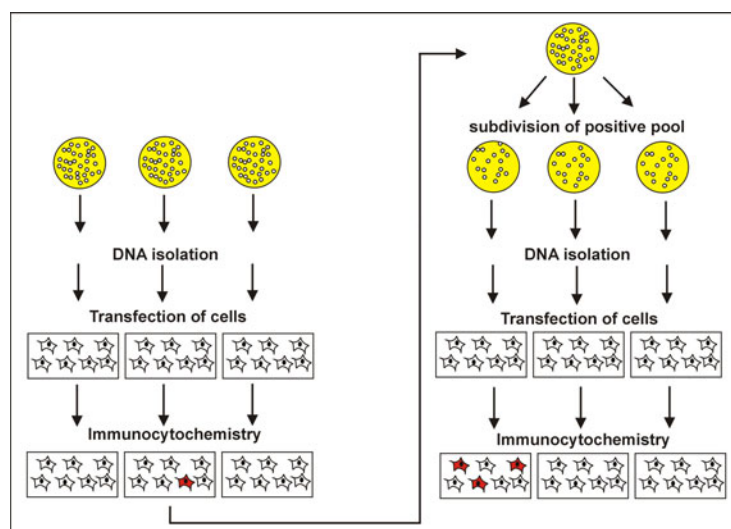 DNA isolation
Transfection of cells
Immunocytochemistry
subdivision of positive pool
DNA isolation
Transfection of cells
Immunocytochemistry